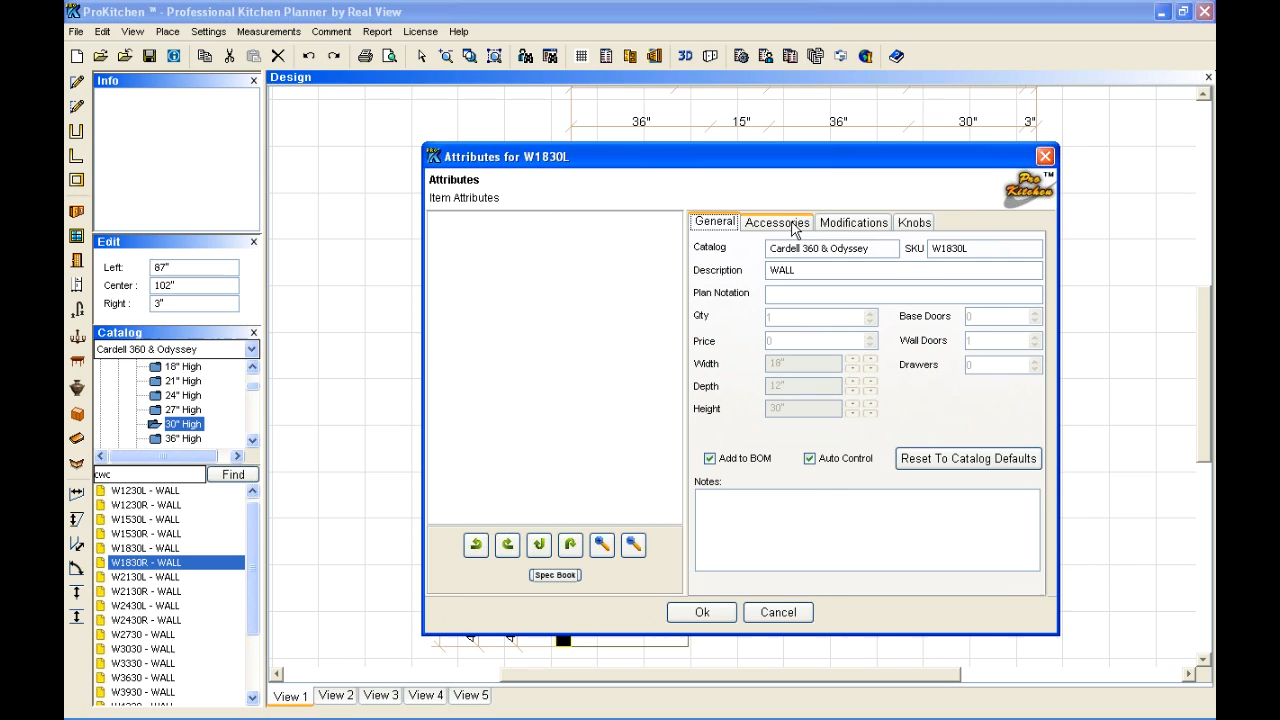 ProKitchen ™ - Professional Kitchen Planner by Real View
File Edit View Place Settings Measurements Comment Report License Help
3D
Info
Design
36" 15" 36" 30" 3"
Edit
Left: 87"
Center : 102"
Right : 3"
Catalog
Cardell 360 & Odyssey
18" High
21" High
24" High
27" High
30" High
36" High
cwc Find
W1230L - WALL
W1230R - WALL
W1530L - WALL
W1530R - WALL
W1830L - WALL
W1830R - WALL
W2130L - WALL
W2130R - WALL
W2430L - WALL
W2430R - WALL
W2730 - WALL
W3030 - WALL
W3330 - WALL
W3630 - WALL
W3930 - WALL
Attributes for W1830L
Attributes
Item Attributes
Pro Kitchen ™
General Accessories Modifications Knobs
Catalog Cardell 360 & Odyssey SKU W1830L
Description WALL
Plan Notation
Qty 1 Base Doors 0
Price 0 Wall Doors 1
Width 18" Drawers 0
Depth 12"
Height 30"
Add to BOM Auto Control Reset To Catalog Defaults
Notes:
Spec Book
Ok Cancel
View 1 View 2 View 3 View 4 View 5